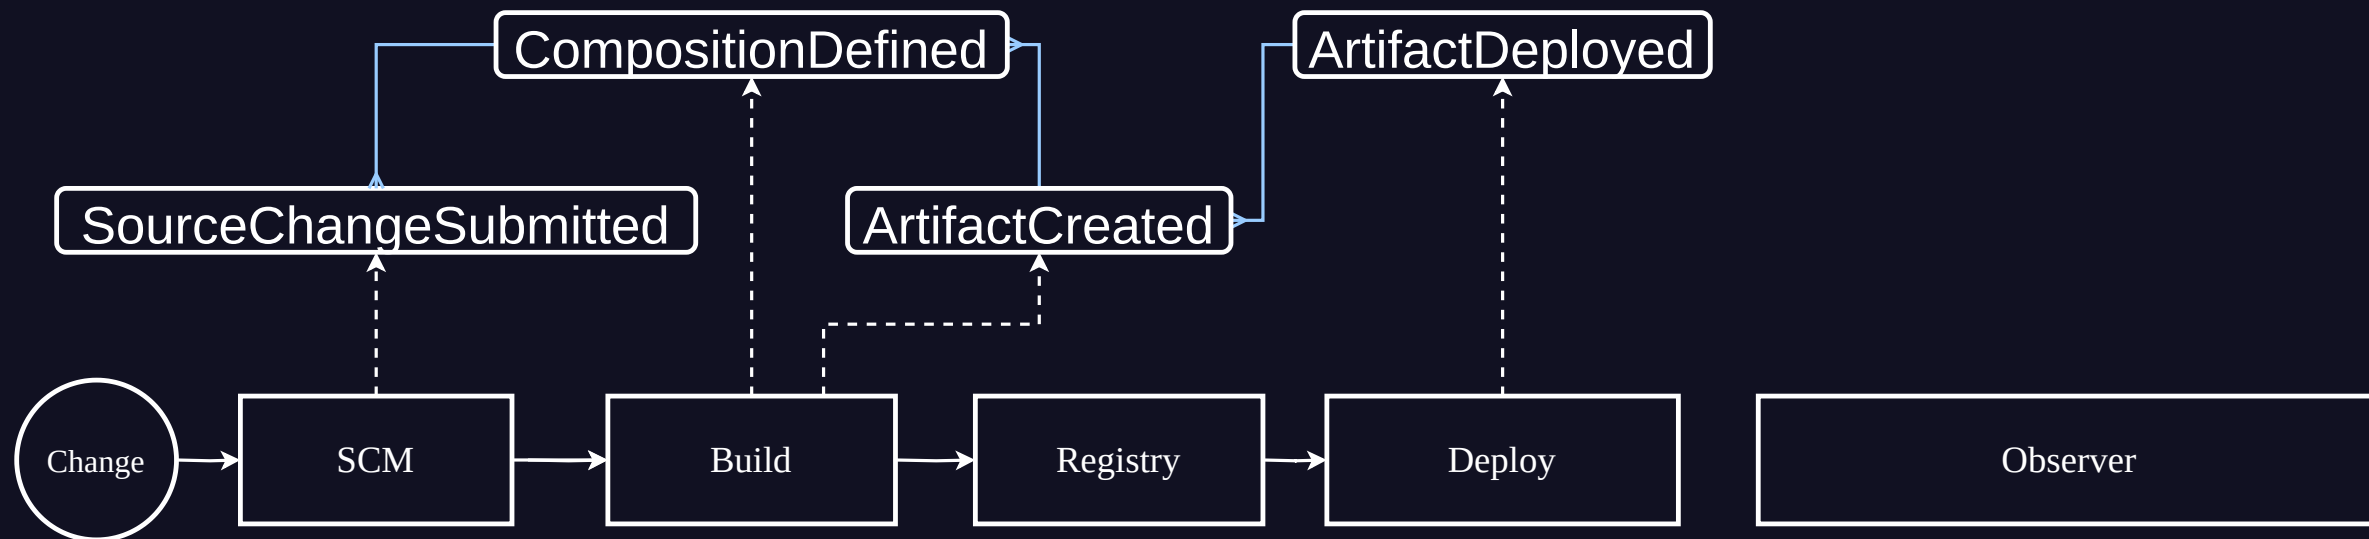 CompositionDefined
ArtifactDeployed
SourceChangeSubmitted
ArtifactCreated
Change
SCM
Build
Registry
Deploy
Observer